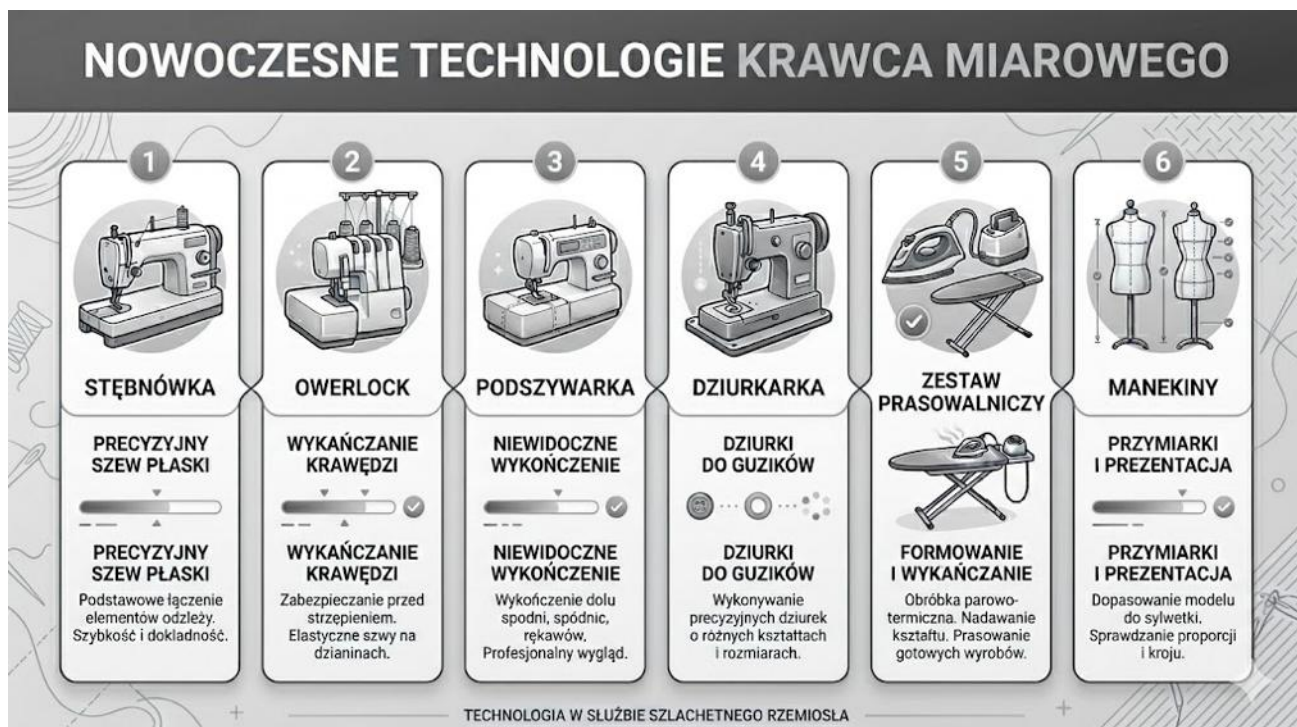 NOWOCZESNE TECHNOLOGIE KRAWCA MIAROWEGO
1
STĘBNÓWKA
PRECYZYJNY
SZEW PŁASKI
PRECYZYJNY
SZEW PŁASKI
Podstawowe łączenie
elementów odzleży.
Szybkość i dokladność.
2
OWERLOCK
WYKAŃCZANIE
KRAWĘDZI
WYKAŃCZANIE
KRAWĘDZI
Zabezpieczanie przed
strzępieniem.
Elastyczne szwy na
dzianinach.
3
PODSZYWARKA
NIEWIDOCZNE
WYKOŃCZENIE
NIEWIDOCZNE
WYKOŃCZENIE
Wykończenie dolu
spodni, spódnic,
rękawów,
Profesjonalny wygląd.
4
DZIURKARKA
DZIURKI
DO GUZIKÓW
DZIURKI
DO GUZIKÓW
Wykonywanie
precyzyjnych dziurek
o różnych kształtach
i rozmiarach.
5
ZESTAW
PRASOWALNICZY
FORMOWANIE
I WYKAŃCZANIE
Obróbka parowo-
termiczna. Nadawanie
kształtu. Prasowanie
gotowych wyrobów.
6
MANEKINY
PRZYMIARKI
I PREZENTACJA
PRZYMIARKI
I PREZENTACJA
Dopasowanie modelu
do sylwetki.
Sprawdzanie proporcji
i kroju.
TECHNOLOGIA W SŁUŻBIE SZLACHETNEGO RZEMIOSŁA